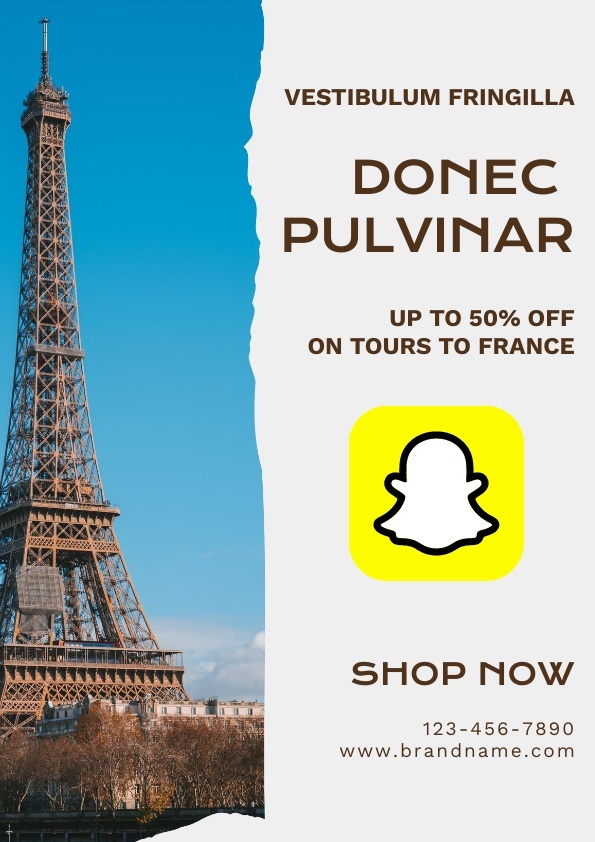 VESTIBULUM FRINGILLA
DONEC
PULVINAR
UP TO 50% OFF
ON TOURS TO FRANCE
SHOP NOW
123-456-7890
www.brandname.com